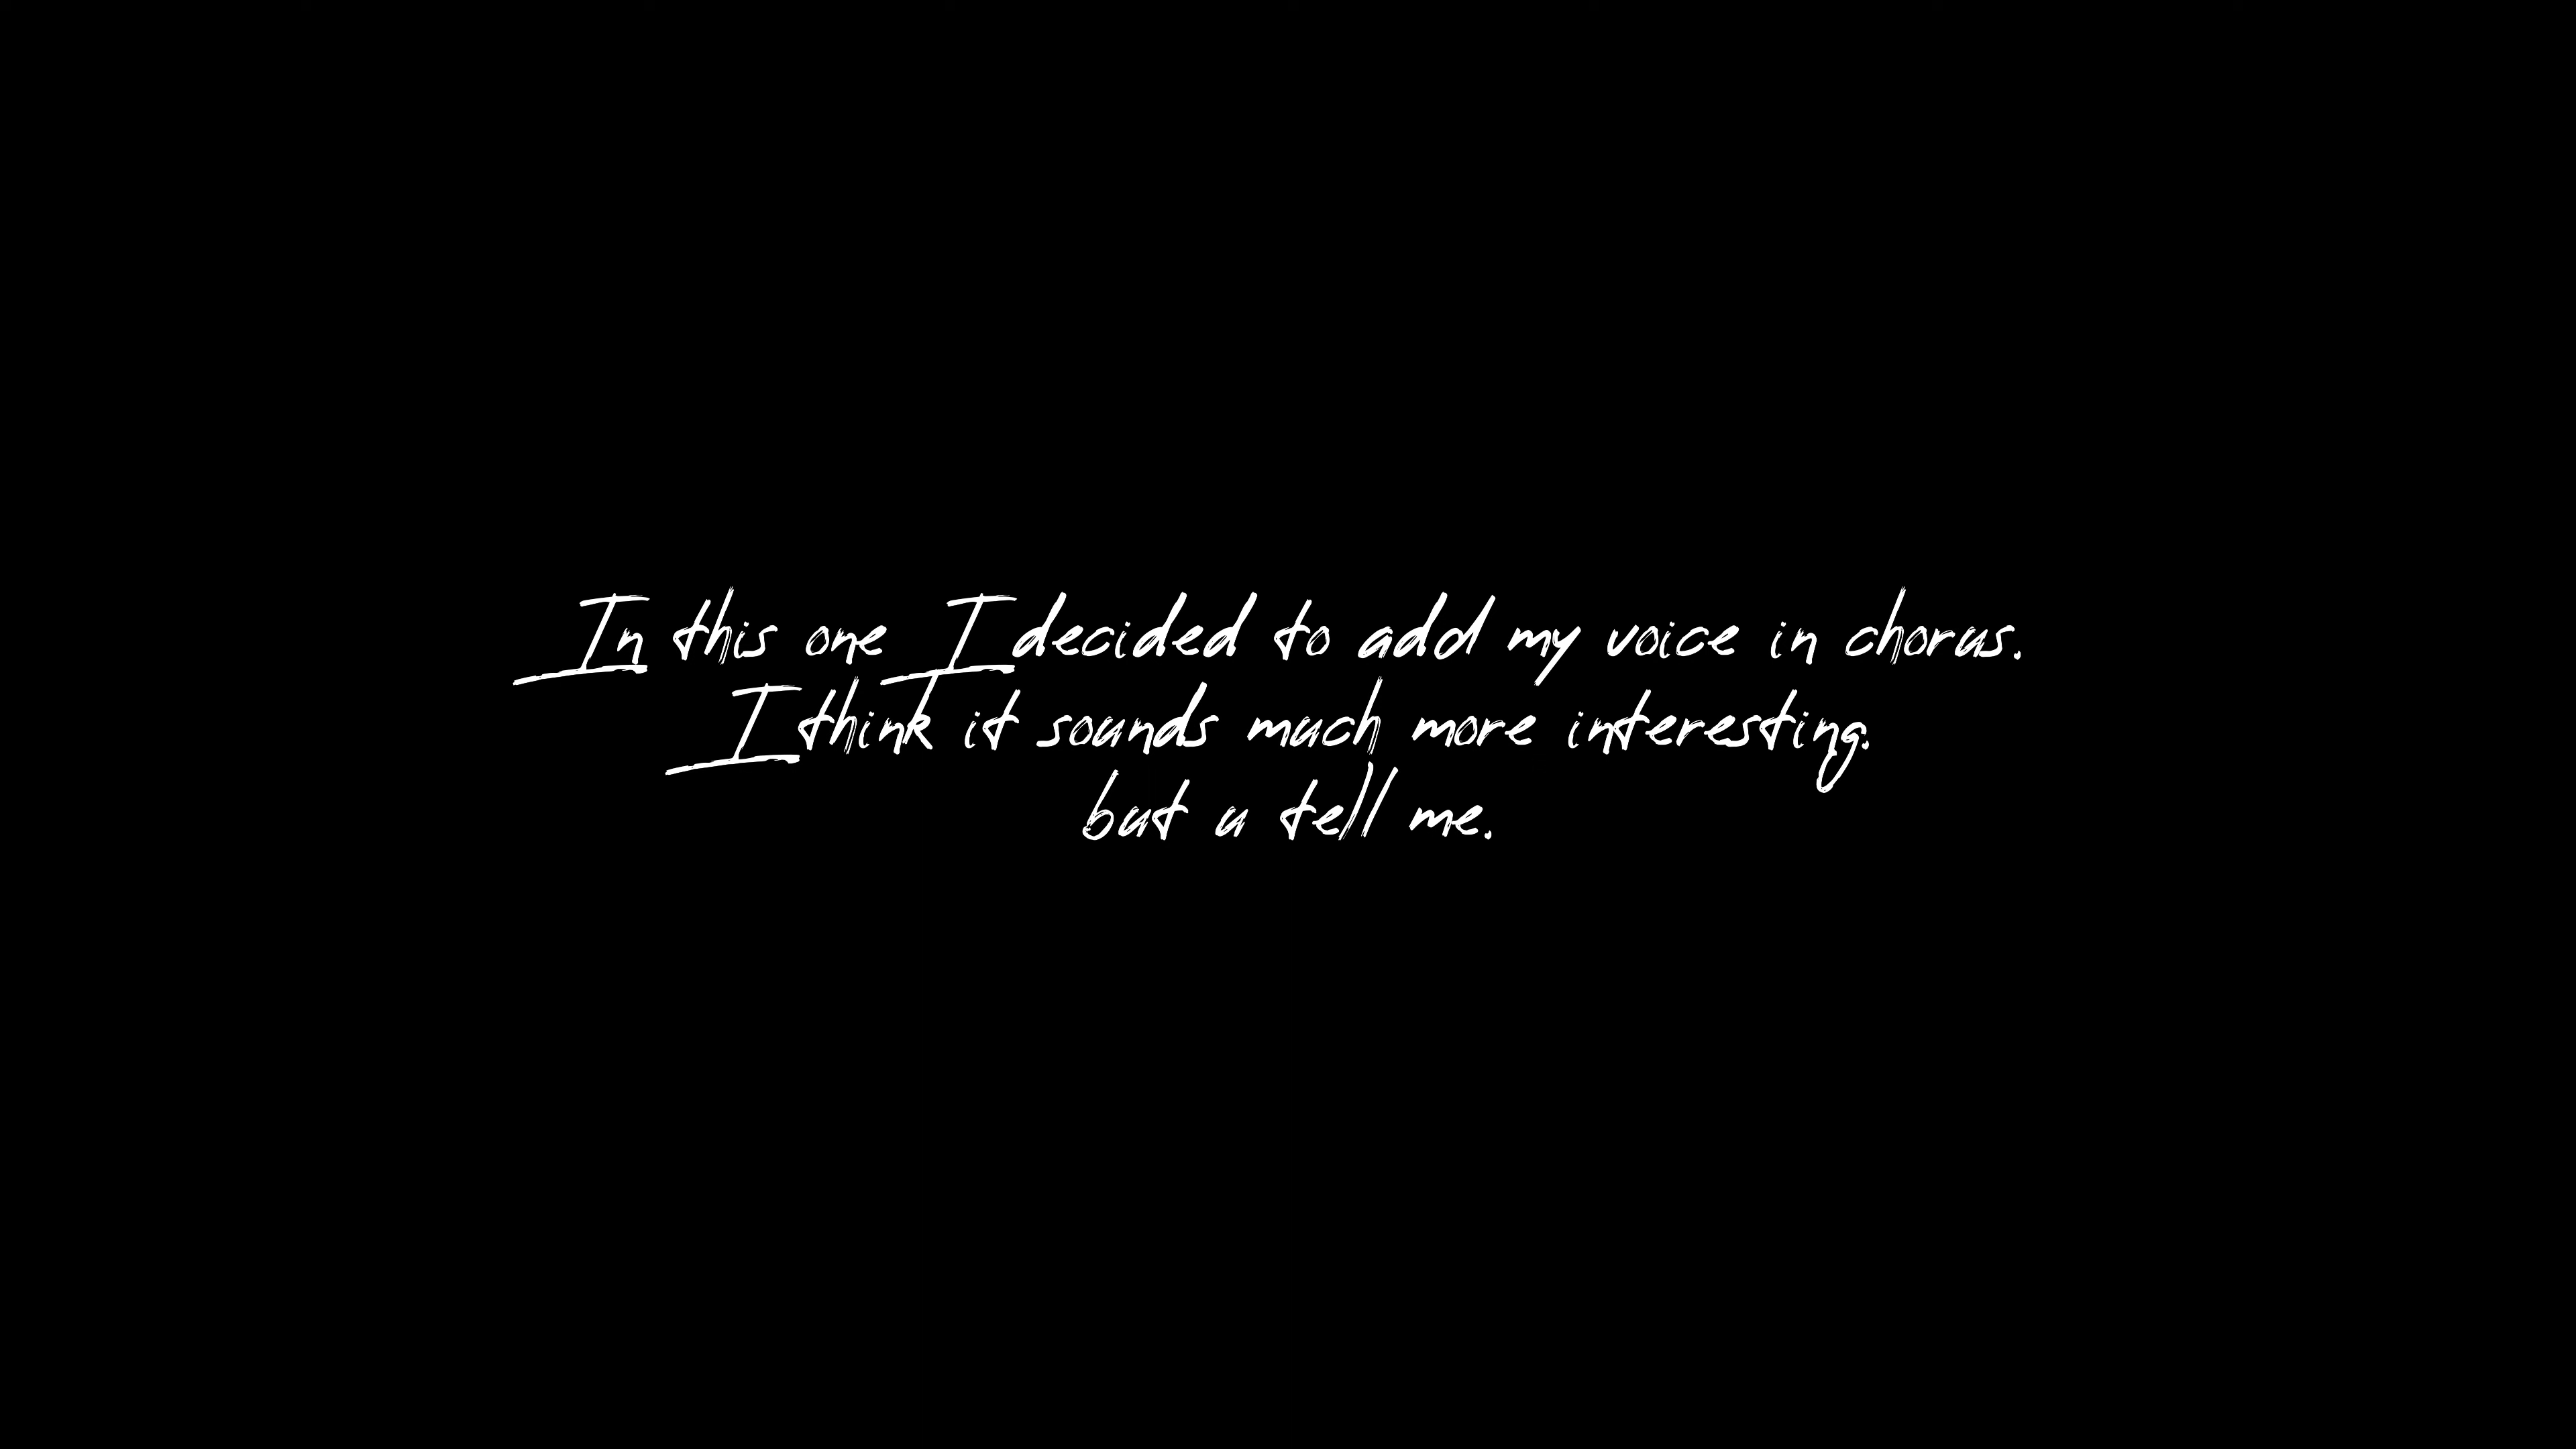 In this one I decided to add my voice in chorus.
I think it sounds much more interesting.
but u tell me.